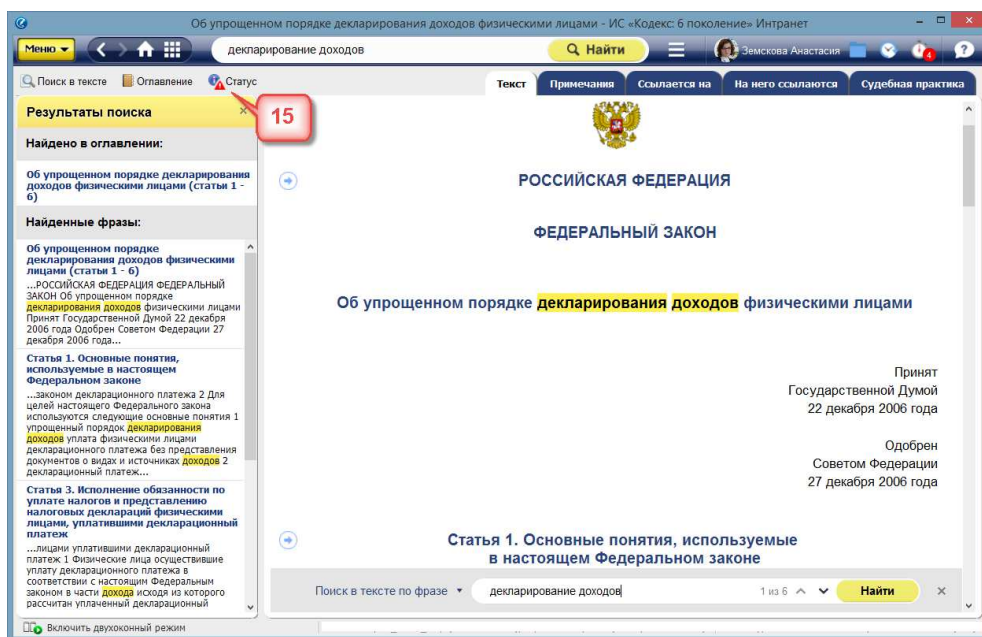 Об упрощенном порядке декларирования доходов физическими лицами - ИС «Кодекс: 6 поколение» Интранет
Меню
декларирование доходов
Найти
Земскова Анастасия
4
?
Поиск в тексте
Оглавление
Статус
Текст
Примечания
Ссылается на
На него ссылаются
Судебная практика
15
Результаты поиска
Найдено в оглавлении:
Об упрощенном порядке декларирования
доходов физическими лицами (статьи 1 -
6)
Найденные фразы:
Об упрощенном порядке
декларирования доходов физическими
лицами (статьи 1 - 6)
...РОССИЙСКАЯ ФЕДЕРАЦИЯ ФЕДЕРАЛЬНЫЙ
ЗАКОН Об упрощенном порядке
декларирования доходов физическими лицами
Принят Государственной Думой 22 декабря
2006 года Одобрен Советом Федерации 27
декабря 2006 года...
Статья 1. Основные понятия,
используемые в настоящем
Федеральном законе
...законом декларационного платежа 2 Для
целей настоящего Федерального закона
используются следующие основные понятия 1
упрощенный порядок декларирования
доходов уплата физическими лицами
декларационного платежа без представления
документов о видах и источниках доходов 2
декларационный платеж...
Статья 3. Исполнение обязанности по
уплате налогов и представлению
налоговых деклараций физическими
лицами, уплатившими декларационный
платеж
...лицами уплатившими декларационный
платеж 1 Физические лица осуществившие
уплату декларационного платежа в
соответствии с настоящим Федеральным
законом в части дохода исходя из которого
рассчитан уплаченный декларационный
РОССИЙСКАЯ ФЕДЕРАЦИЯ
ФЕДЕРАЛЬНЫЙ ЗАКОН
Об упрощенном порядке декларирования доходов физическими лицами
Принят
Государственной Думой
22 декабря 2006 года
Одобрен
Советом Федерации
27 декабря 2006 года
Статья 1. Основные понятия, используемые
в настоящем Федеральном законе
Поиск в тексте по фразе
декларирование доходов
1 из 6
Найти
Включить двухоконный режим